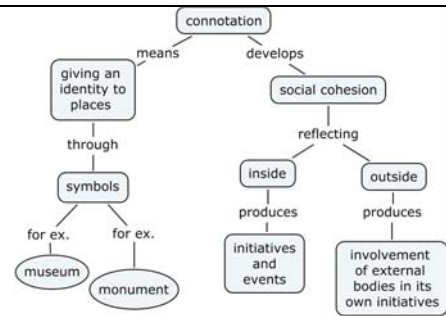 connotation
means
develops
giving an
identity to
places
social cohesion
through
reflecting
symbols
inside
outside
for ex.
for ex.
produces
produces
museum
monument
initiatives
and
events
involvement
of external
bodies in its
own initiatives